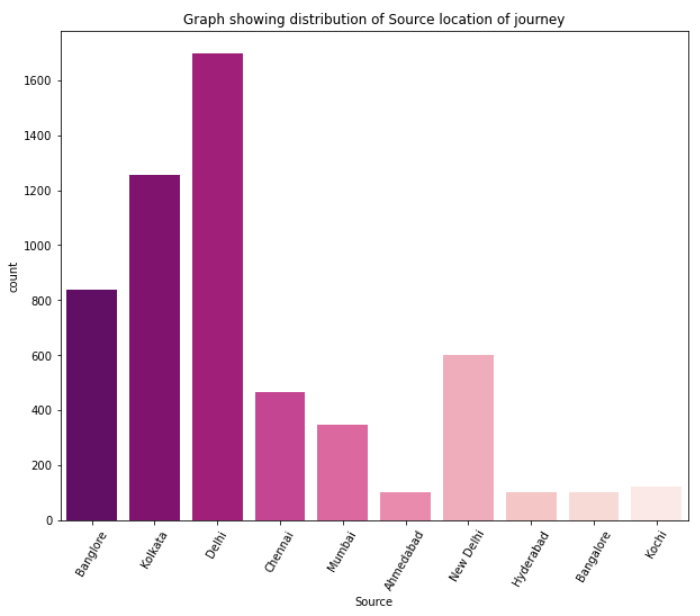 Graph showing distribution of Source location of journey
1600
1400
1200
1000
800
600
400
200
0
count
Banglore
Kolkata
Delhi
Chennai
Mumbai
Ahmedabad
New Delhi
Hyderabad
Bangalore
Kochi
Source